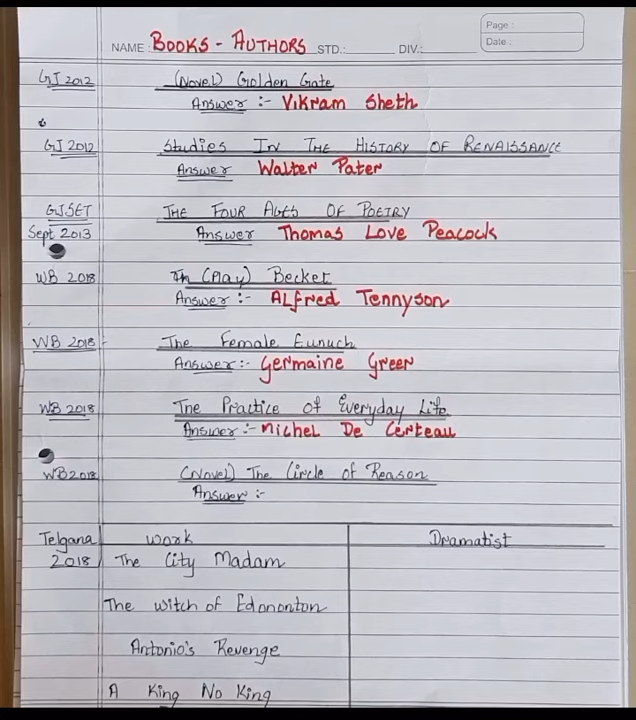 Page :
Date :
NAME : BOOKS - AUTHORS STD.: DIV.:
GJ 2012 (Novel) Golden Gate
Answer :- Vikram Sheth
GJ 2012 Studies In The History of Renaissance
Answer Walter Pater
GJSET The Four Ages Of Poetry
Sept 2013 Answer Thomas Love Peacock
WB 2018 (Play) Becket
Answer :- Alfred Tennyson
WB 2018 The Female Eunuch
Answer :- Germaine Green
WB 2018 The Practice of Everyday Life
Answer :- Michel De Certeau
WB2018 (Novel) The Circle of Reason
Answer :-
Telgana Work Dramatist
2018 The City Madam
The witch of Edmonton
Antonio's Revenge
A King No King